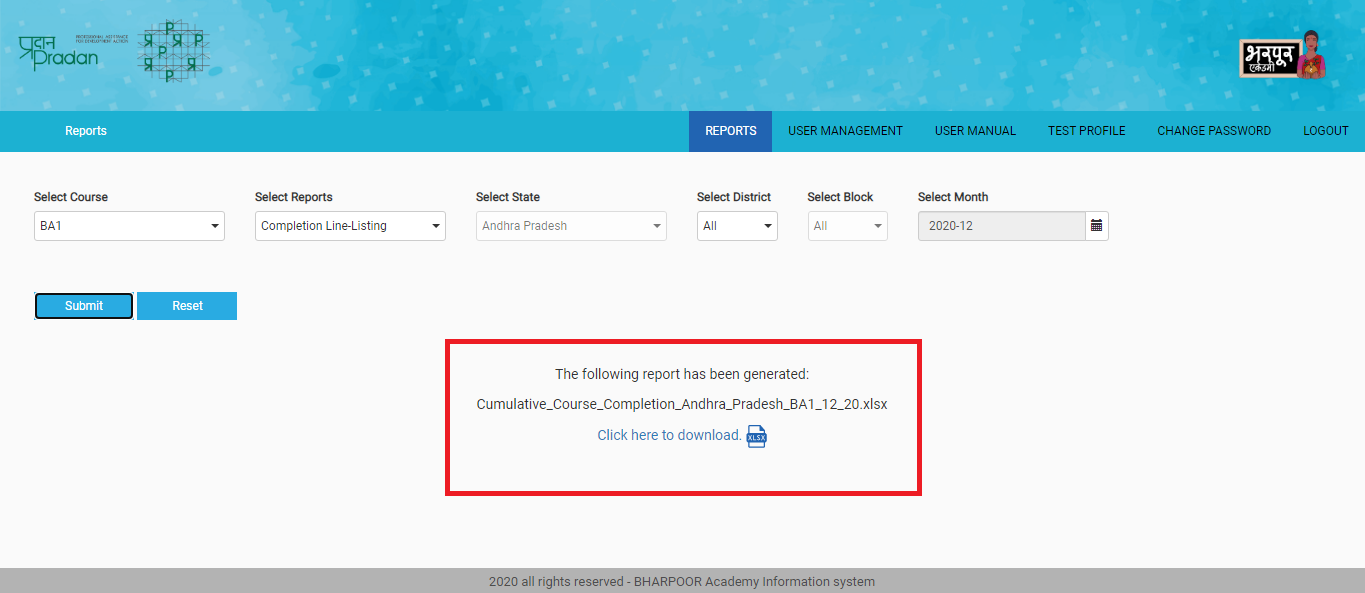 प्रदान
PROFESSIONAL ASSISTANCE
FOR DEVELOPMENT ACTION
Pradan
P
प्र P प्र P
P प्र
प्र P प्र
P
भरपूर
एकेडमी
Reports
REPORTS USER MANAGEMENT USER MANUAL TEST PROFILE CHANGE PASSWORD LOGOUT
Select Course Select Reports Select State Select District Select Block Select Month
BA1 Completion Line-Listing Andhra Pradesh All All 2020-12
Submit Reset
The following report has been generated:
Cumulative_Course_Completion_Andhra_Pradesh_BA1_12_20.xlsx
Click here to download. XLSX
2020 all rights reserved - BHARPOOR Academy Information system